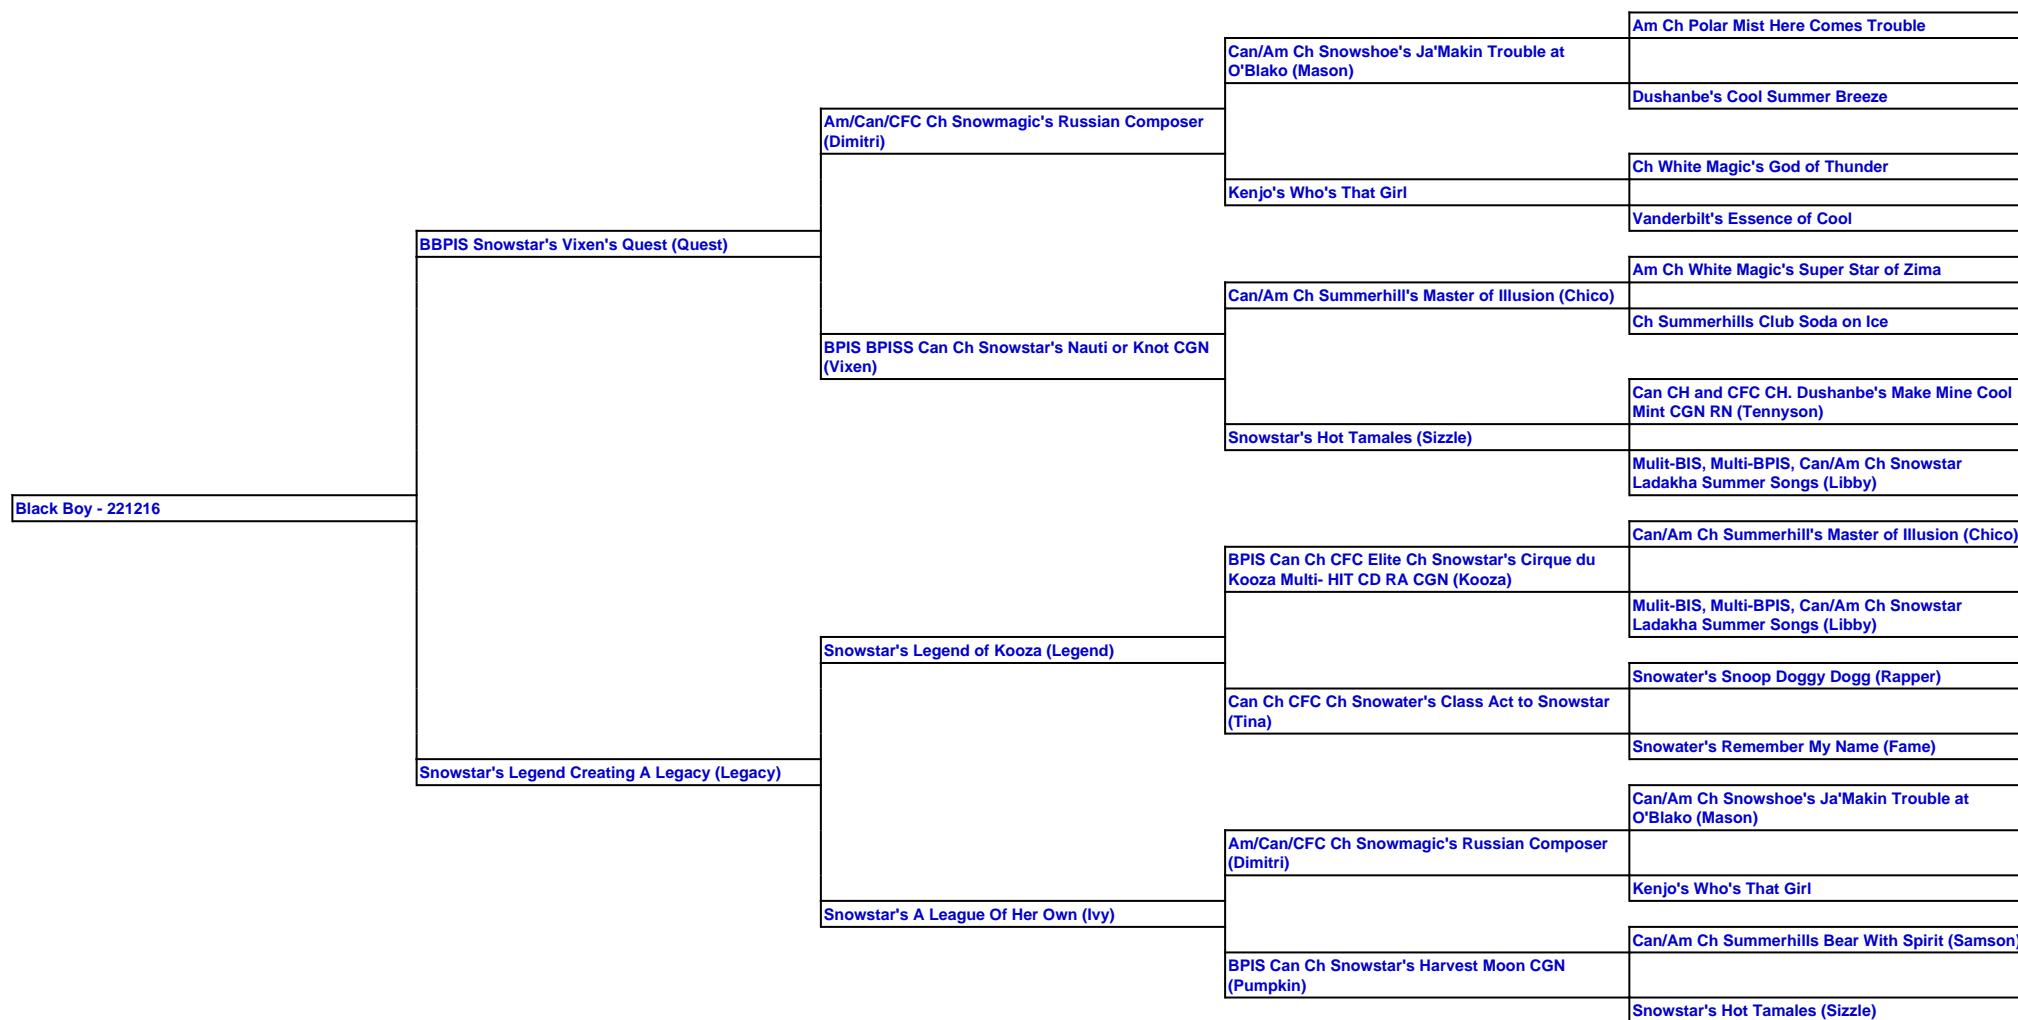 Am Ch Polar Mist Here Comes Trouble
Can/Am Ch Snowshoe's Ja'Makin Trouble at
O'Blako (Mason)
Dushanbe's Cool Summer Breeze
Am/Can/CFC Ch Snowmagic's Russian Composer
(Dimitri)
Ch White Magic's God of Thunder
Kenjo's Who's That Girl
Vanderbilt's Essence of Cool
BBPIS Snowstar's Vixen's Quest (Quest)
Am Ch White Magic's Super Star of Zima
Can/Am Ch Summerhill's Master of Illusion (Chico)
Ch Summerhills Club Soda on Ice
BPIS BPISS Can Ch Snowstar's Nauti or Knot CGN
(Vixen)
Can CH and CFC CH. Dushanbe's Make Mine Cool
Mint CGN RN (Tennyson)
Snowstar's Hot Tamales (Sizzle)
Mulit-BIS, Multi-BPIS, Can/Am Ch Snowstar
Ladakha Summer Songs (Libby)
Black Boy - 221216
Can/Am Ch Summerhill's Master of Illusion (Chico)
BPIS Can Ch CFC Elite Ch Snowstar's Cirque du
Kooza Multi- HIT CD RA CGN (Kooza)
Mulit-BIS, Multi-BPIS, Can/Am Ch Snowstar
Ladakha Summer Songs (Libby)
Snowstar's Legend of Kooza (Legend)
Snowater's Snoop Doggy Dogg (Rapper)
Can Ch CFC Ch Snowater's Class Act to Snowstar
(Tina)
Snowater's Remember My Name (Fame)
Snowstar's Legend Creating A Legacy (Legacy)
Can/Am Ch Snowshoe's Ja'Makin Trouble at
O'Blako (Mason)
Am/Can/CFC Ch Snowmagic's Russian Composer
(Dimitri)
Kenjo's Who's That Girl
Snowstar's A League Of Her Own (Ivy)
Can/Am Ch Summerhills Bear With Spirit (Samson)
BPIS Can Ch Snowstar's Harvest Moon CGN
(Pumpkin)
Snowstar's Hot Tamales (Sizzle)